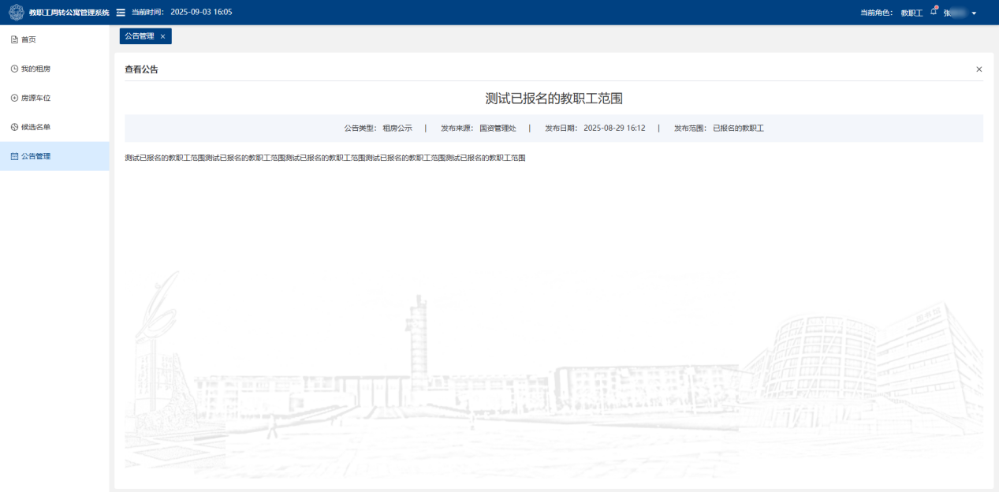 教职工周转公寓管理系统 当前时间: 2025-09-03 16:05 当前角色: 教职工 张
首页
我的租房
房源车位
候选名单
公告管理
公告管理 ×
查看公告 ×
测试已报名的教职工范围
公告类型: 租房公示 | 发布来源: 国资管理处 | 发布日期: 2025-08-29 16:12 | 发布范围: 已报名的教职工
测试已报名的教职工范围测试已报名的教职工范围测试已报名的教职工范围测试已报名的教职工范围测试已报名的教职工范围